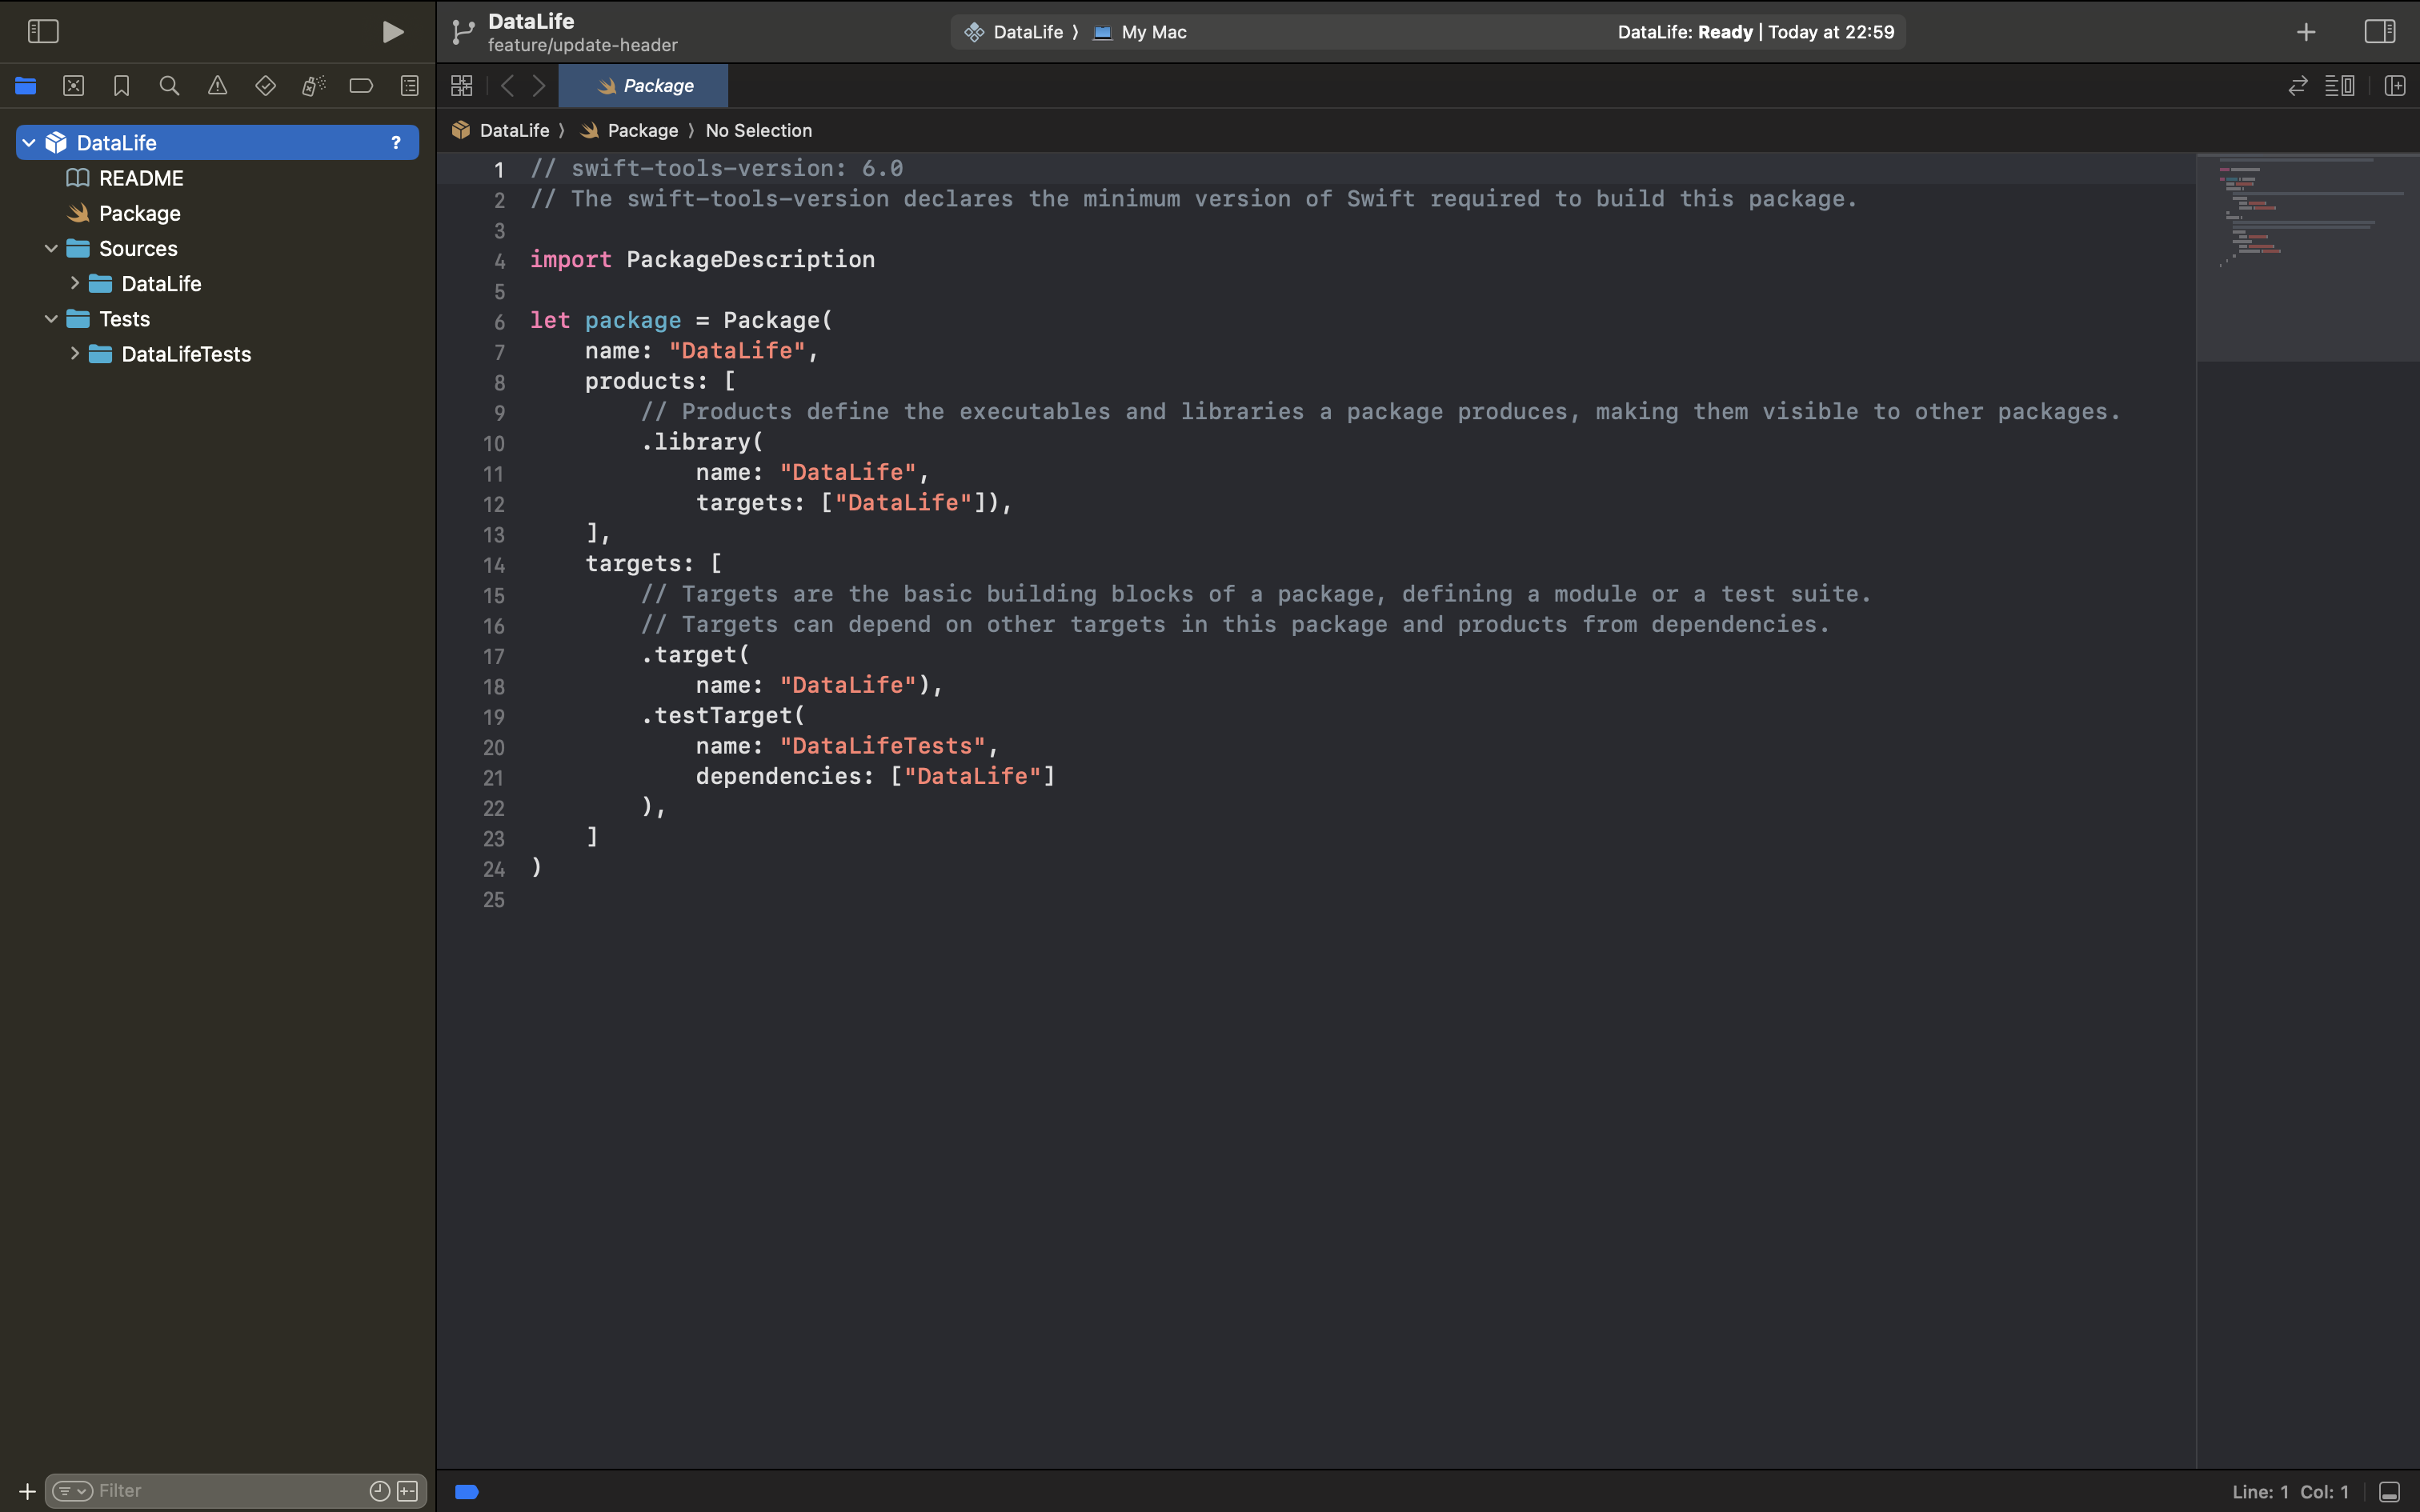 DataLife
feature/update-header
DataLife ⟩ My Mac
DataLife: Ready | Today at 22:59
Package
DataLife ?
README
Package
Sources
DataLife
Tests
DataLifeTests
DataLife ⟩ Package ⟩ No Selection
1 // swift-tools-version: 6.0
2 // The swift-tools-version declares the minimum version of Swift required to build this package.
3
4 import PackageDescription
5
6 let package = Package(
7     name: "DataLife",
8     products: [
9         // Products define the executables and libraries a package produces, making them visible to other packages.
10         .library(
11             name: "DataLife",
12             targets: ["DataLife"]),
13     ],
14     targets: [
15         // Targets are the basic building blocks of a package, defining a module or a test suite.
16         // Targets can depend on other targets in this package and products from dependencies.
17         .target(
18             name: "DataLife"),
19         .testTarget(
20             name: "DataLifeTests",
21             dependencies: ["DataLife"]
22         ),
23     ]
24 )
25
Filter
Line: 1 Col: 1